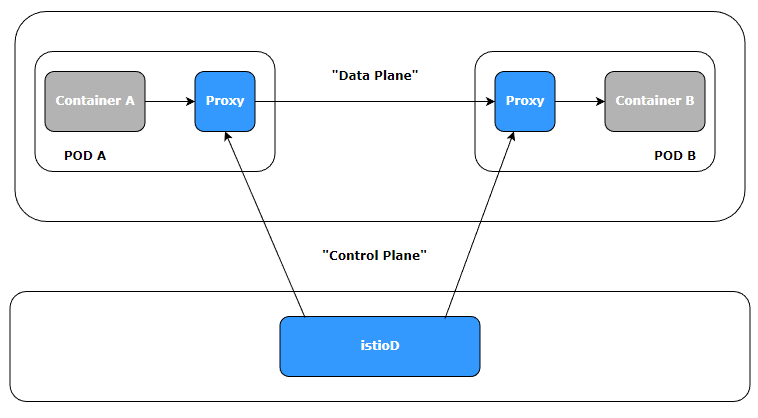 "Data Plane"
Container A
Proxy
Proxy
Container B
POD A
POD B
"Control Plane"
istioD